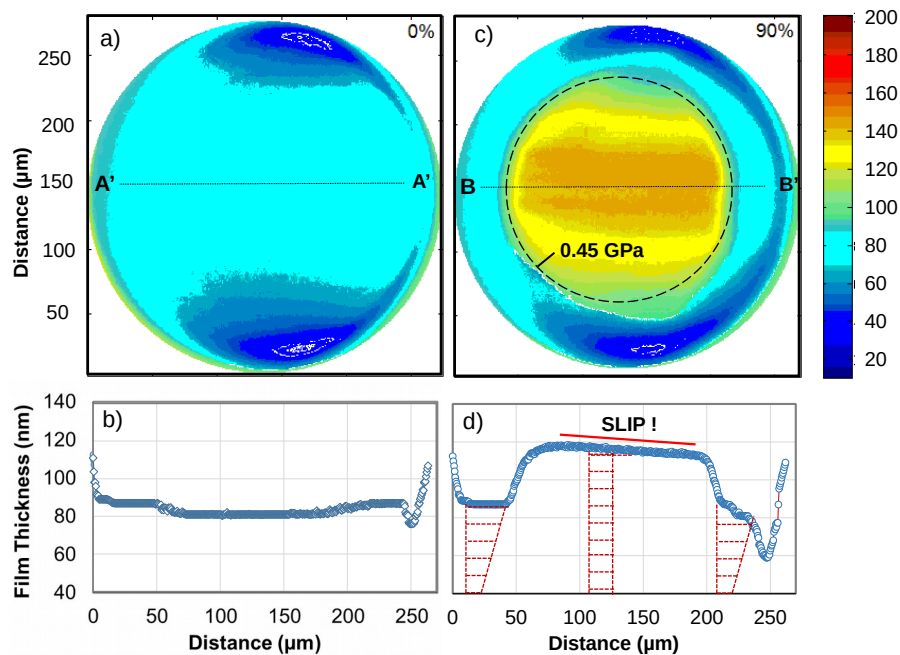 a)
0%
c)
90%
250
200
150
100
50
Distance (µm)
A’
A’
B
B’
0.45 GPa
200
180
160
140
120
100
80
60
40
20
b)
140
120
100
80
60
40
Film Thickness (nm)
0 50 100 150 200 250
Distance (µm)
d)
SLIP !
0 50 100 150 200 250
Distance (µm)